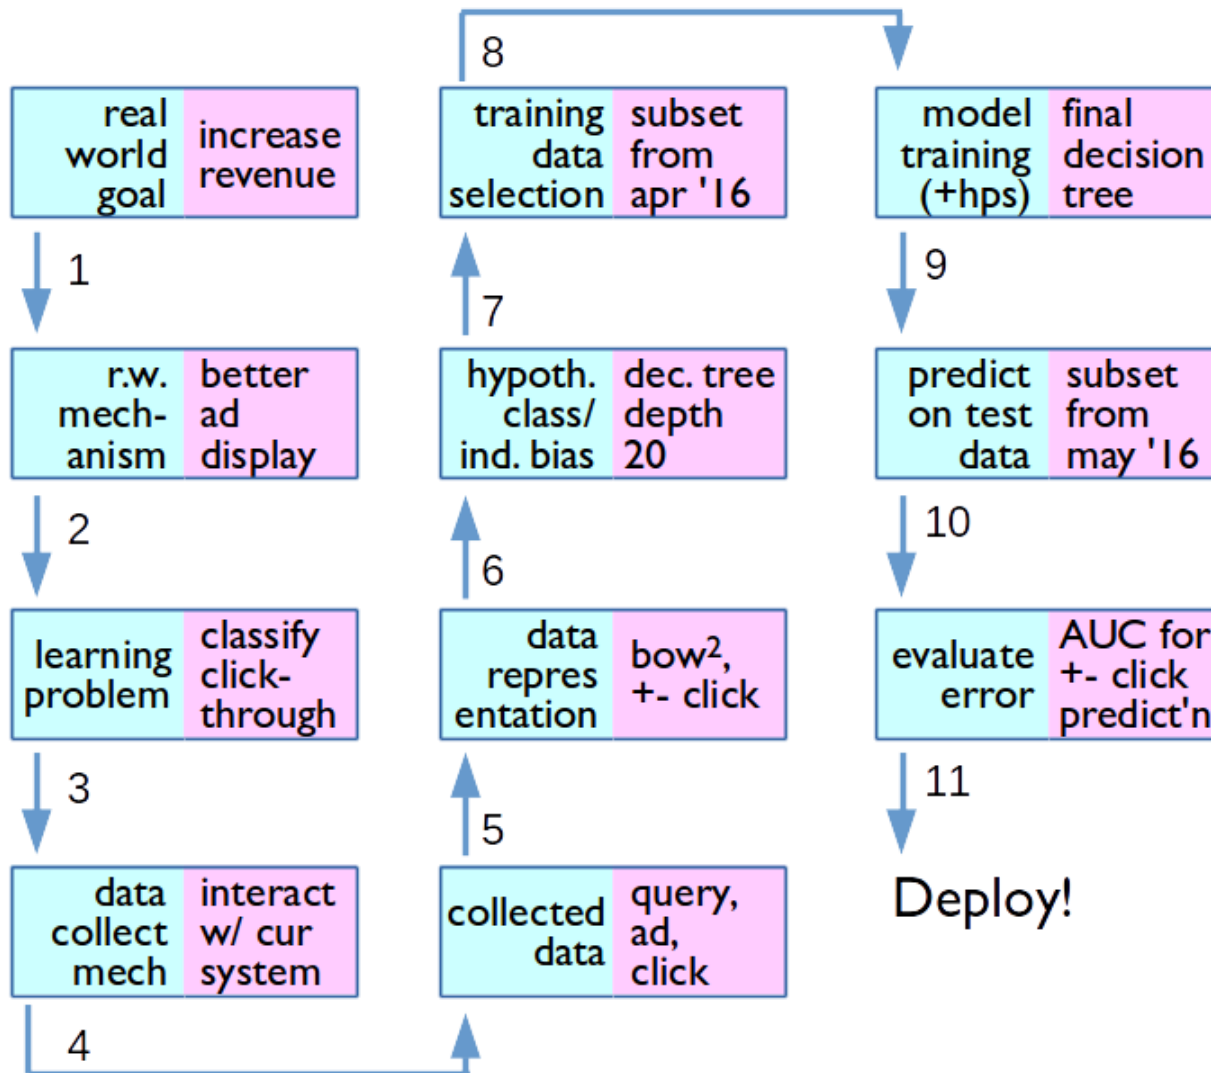 real
world
goal
increase
revenue
1
r.w.
mech-
anism
better
ad
display
2
learning
problem
classify
click-
through
3
data
collect
mech
interact
w/ cur
system
4
collected
data
query,
ad,
click
5
data
repres
entation
bow²,
+- click
6
hypoth.
class/
ind. bias
dec. tree
depth
20
7
training
data
selection
subset
from
apr '16
8
model
training
(+hps)
final
decision
tree
9
predict
on test
data
subset
from
may '16
10
evaluate
error
AUC for
+- click
predict'n
11
Deploy!